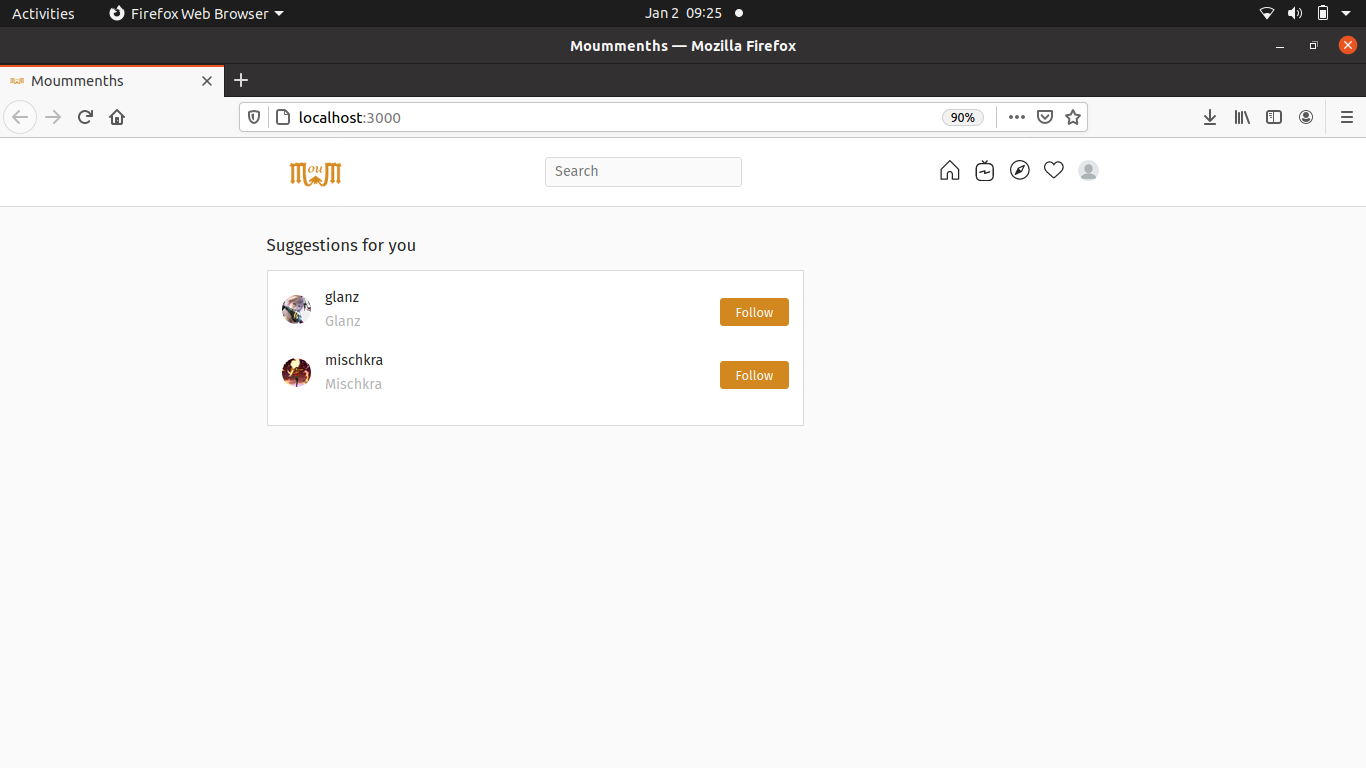 Activities
Firefox Web Browser
Jan 2 09:25
Moummenths — Mozilla Firefox
Moummenths
localhost:3000
90%
MouM
Search
Suggestions for you
glanz
Glanz
Follow
mischkra
Mischkra
Follow